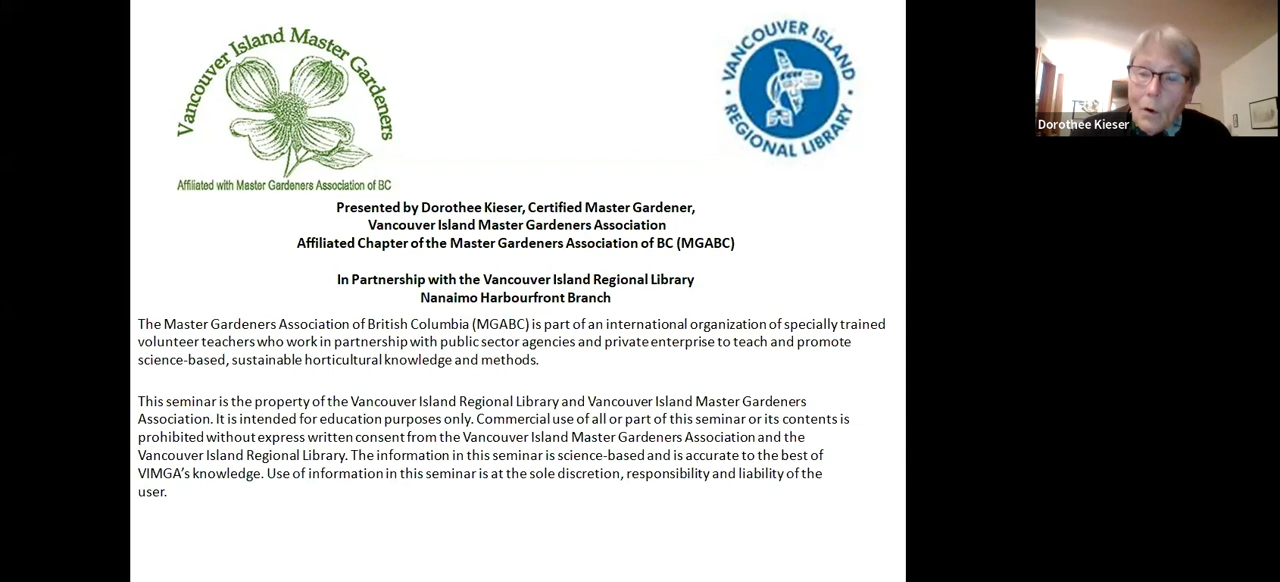 Vancouver Island Master Gardeners
Affiliated with Master Gardeners Association of BC
VANCOUVER ISLAND
REGIONAL LIBRARY
Dorothee Kieser
Presented by Dorothee Kieser, Certified Master Gardener,
Vancouver Island Master Gardeners Association
Affiliated Chapter of the Master Gardeners Association of BC (MGABC)
In Partnership with the Vancouver Island Regional Library
Nanaimo Harbourfront Branch
The Master Gardeners Association of British Columbia (MGABC) is part of an international organization of specially trained
volunteer teachers who work in partnership with public sector agencies and private enterprise to teach and promote
science-based, sustainable horticultural knowledge and methods.
This seminar is the property of the Vancouver Island Regional Library and Vancouver Island Master Gardeners
Association. It is intended for education purposes only. Commercial use of all or part of this seminar or its contents is
prohibited without express written consent from the Vancouver Island Master Gardeners Association and the
Vancouver Island Regional Library. The information in this seminar is science-based and is accurate to the best of
VIMGA's knowledge. Use of information in this seminar is at the sole discretion, responsibility and liability of the
user.